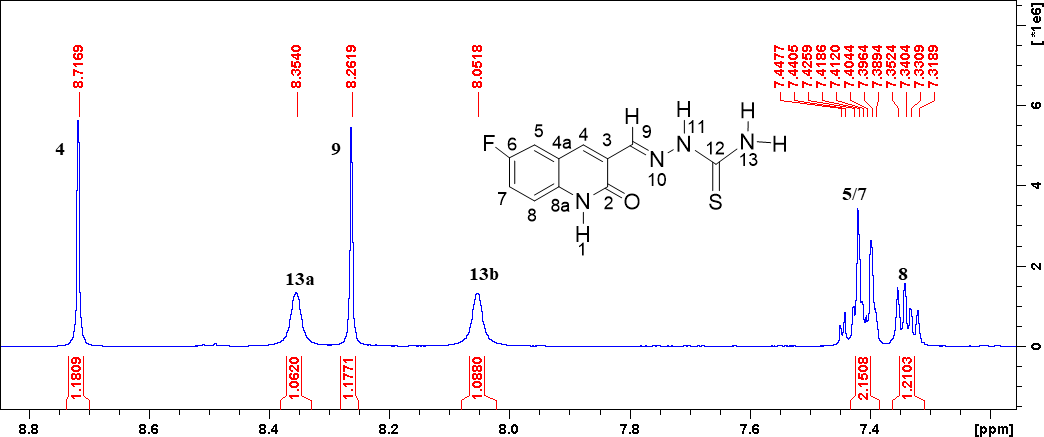 8.7169
8.3540
8.2619
8.0518
7.4477
7.4405
7.4259
7.4186
7.4120
7.4044
7.3964
7.3894
7.3524
7.3404
7.3309
7.3189
[ *1e6]
6
4
2
0
4
13a
9
13b
5/7
8
H
H
H
9
11
F
6
5
4
4a
3
N
10
N
H
12
N
13
H
S
7
8
8a
N
2
O
H
1
1.1809
1.0620
1.1771
1.0880
2.1508
1.2103
8.8
8.6
8.4
8.2
8.0
7.8
7.6
7.4
[ppm]